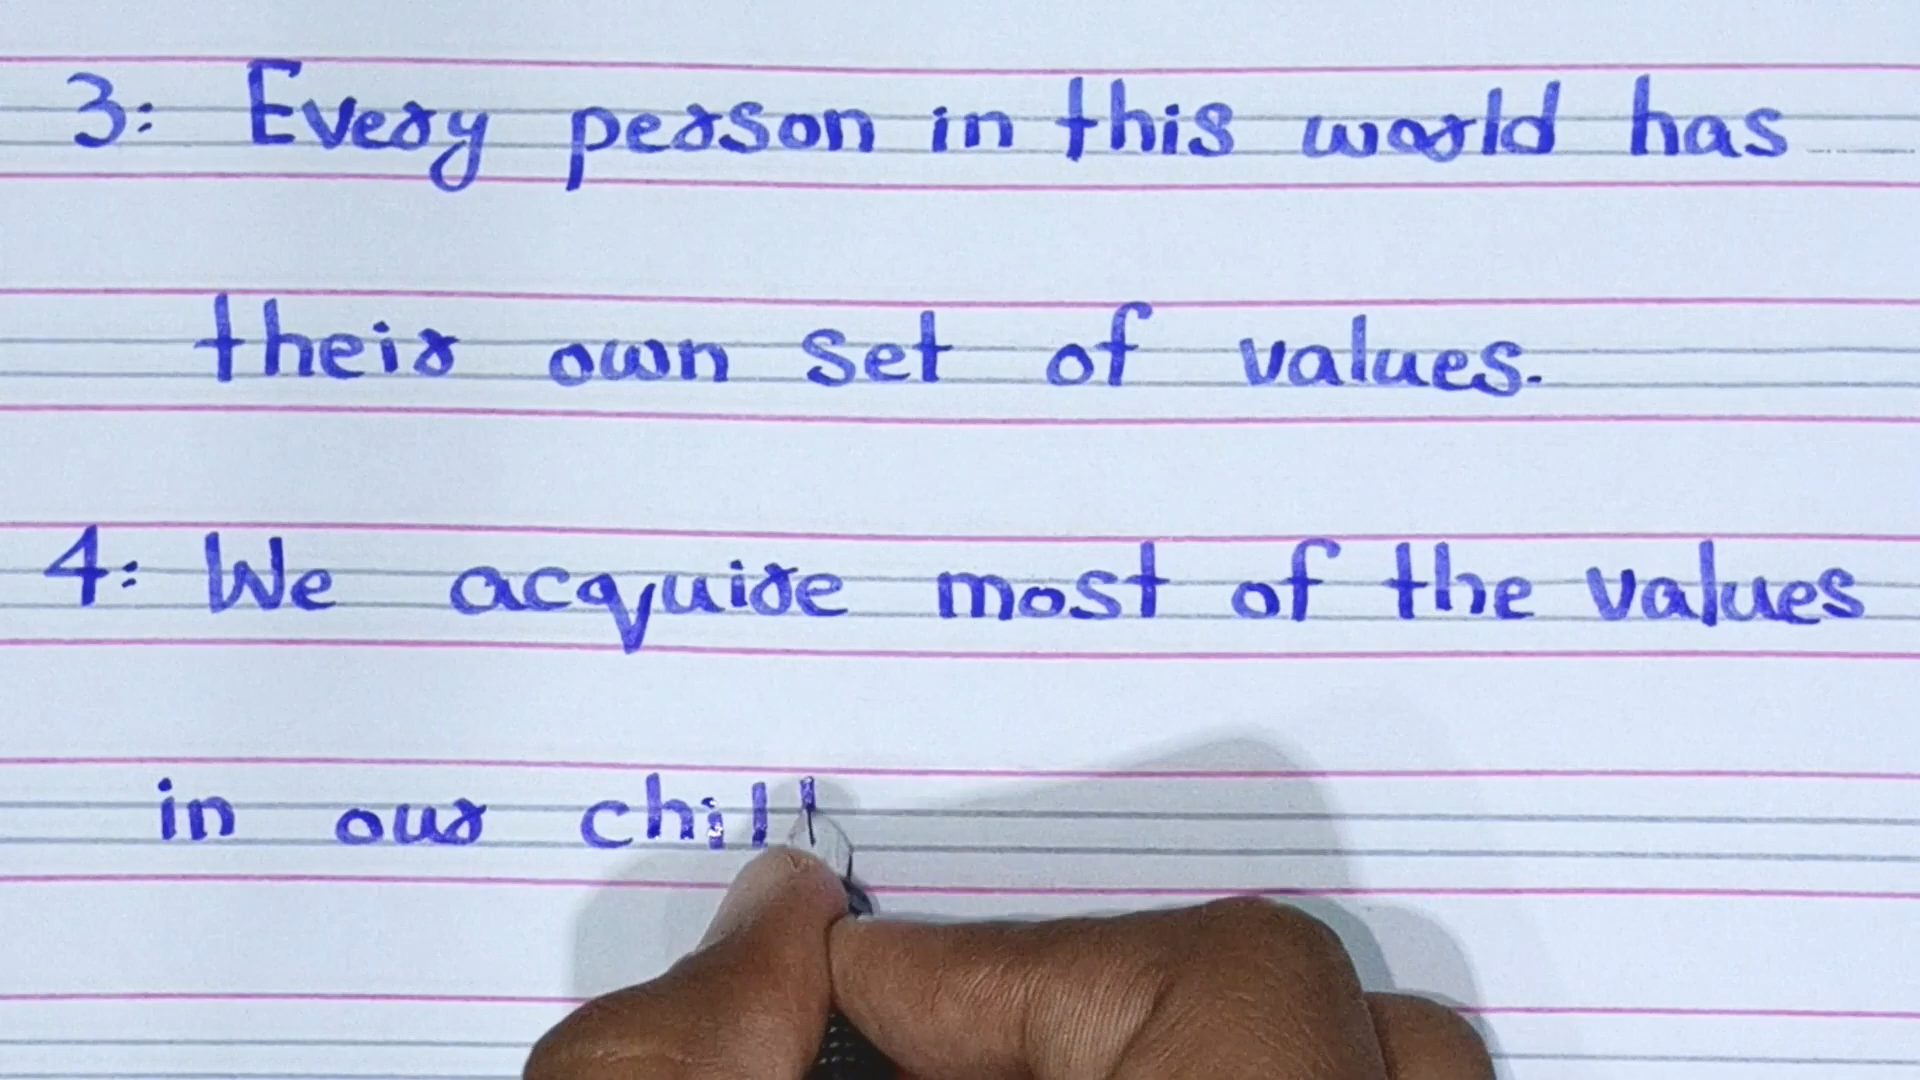 3: Every person in this world has
their own set of values.
4: We acquire most of the values
in our chil